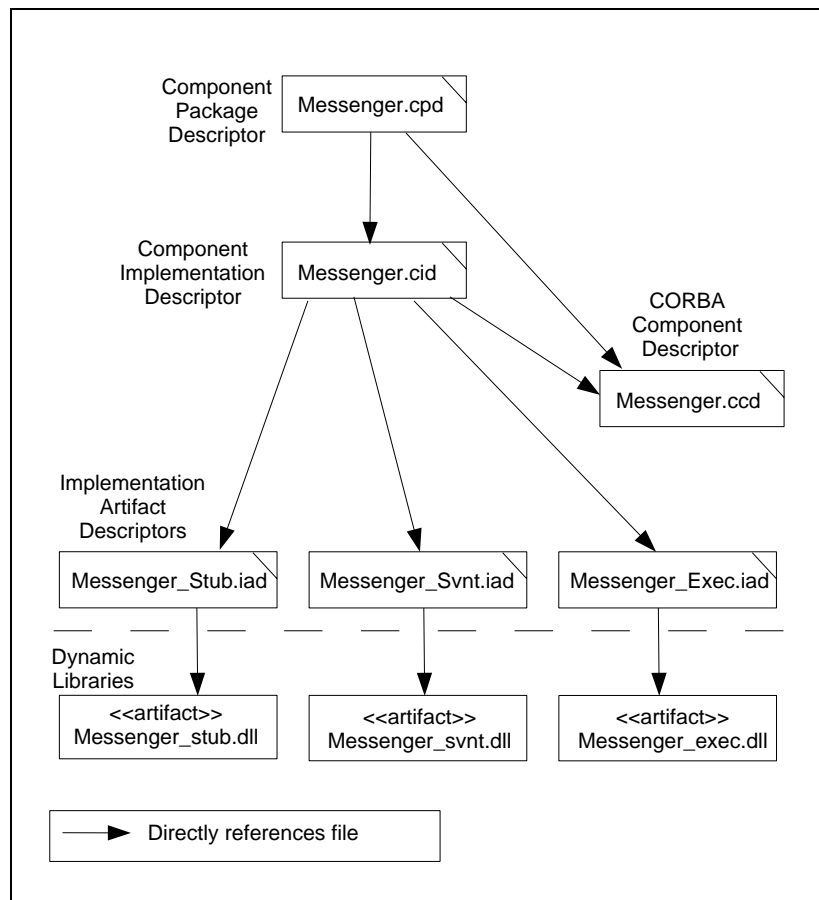 Component
Package
Descriptor
Messenger.cpd
Component
Implementation
Descriptor
Messenger.cid
CORBA
Component
Descriptor
Messenger.ccd
Implementation
Artifact
Descriptors
Messenger_Stub.iad
Messenger_Svnt.iad
Messenger_Exec.iad
Dynamic
Libraries
<<artifact>>
Messenger_stub.dll
<<artifact>>
Messenger_svnt.dll
<<artifact>>
Messenger_exec.dll
Directly references file